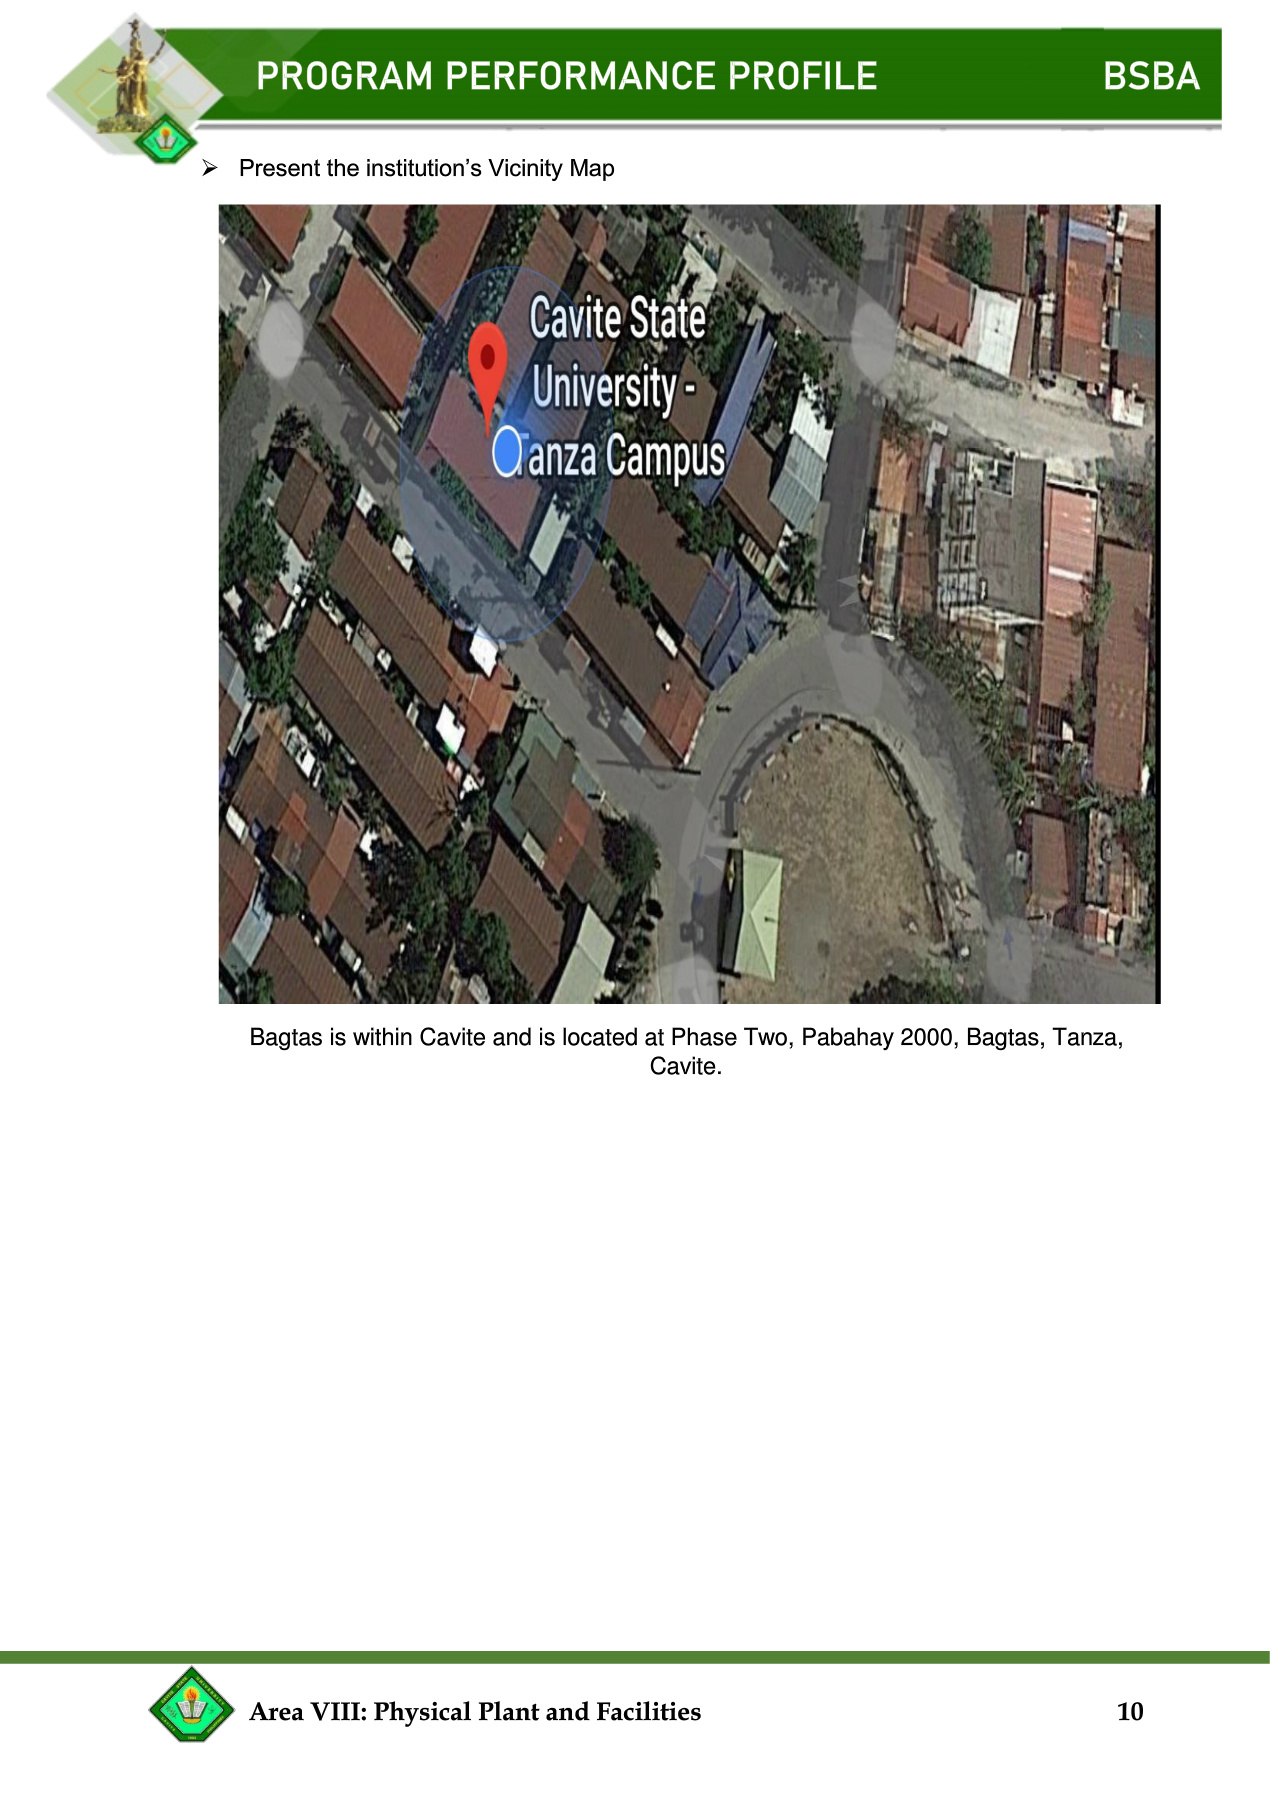 PROGRAM PERFORMANCE PROFILE BSBA
➢ Present the institution's Vicinity Map
Cavite State
University -
Tanza Campus
Bagtas is within Cavite and is located at Phase Two, Pabahay 2000, Bagtas, Tanza,
Cavite.
Area VIII: Physical Plant and Facilities 10